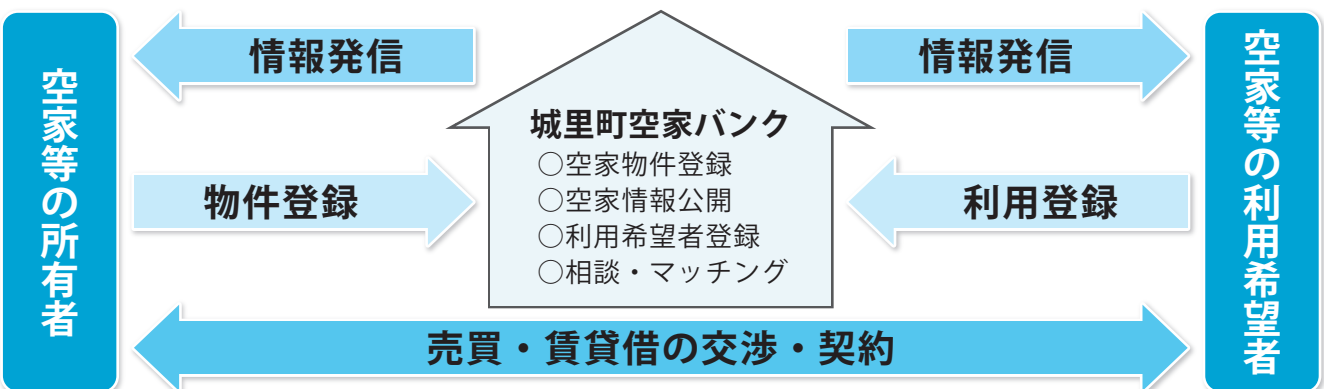 空家等の所有者
情報発信
物件登録
城里町空家バンク
○空家物件登録
○空家情報公開
○利用希望者登録
○相談・マッチング
情報発信
利用登録
売買・賃貸借の交渉・契約
空家等の利用希望者